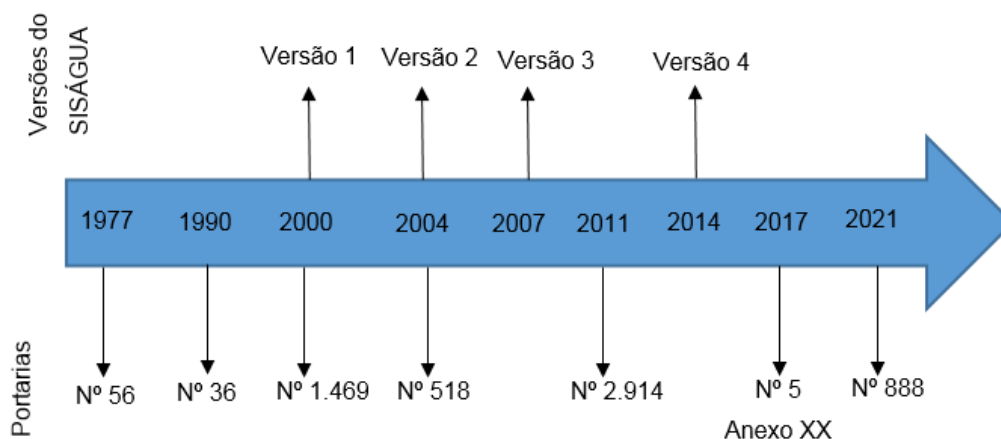 Versões do
SISÁGUA
Versão 1
Versão 2
Versão 3
Versão 4
1977
1990
2000
2004
2007
2011
2014
2017
2021
Portarias
Nº 56
Nº 36
Nº 1.469
Nº 518
Nº 2.914
Nº 5
Anexo XX
Nº 888